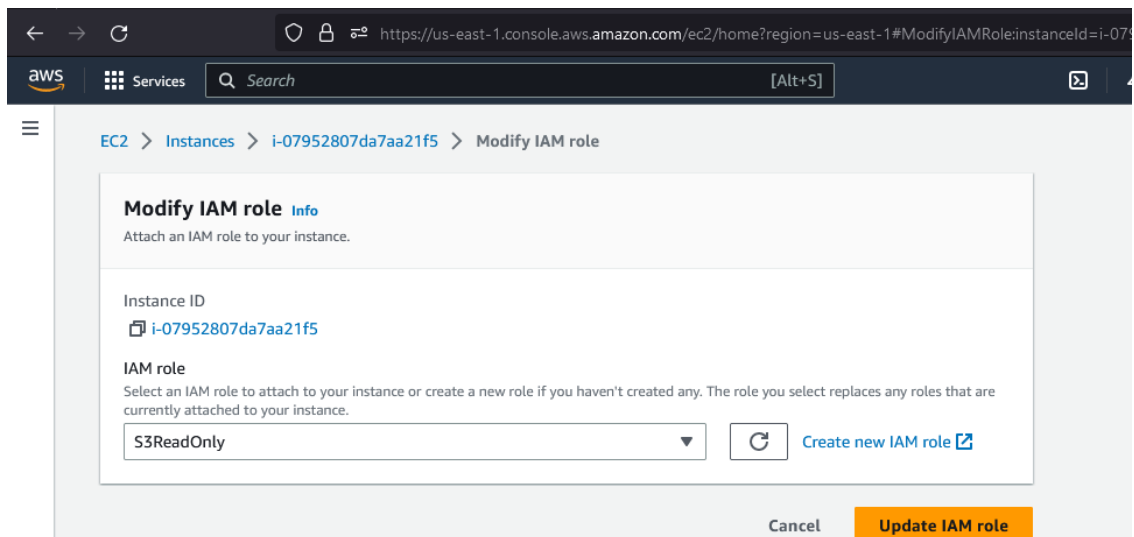 https://us-east-1.console.aws.amazon.com/ec2/home?region=us-east-1#ModifyIAMRole:instanceId=i-079
aws Services Search [Alt+S]
EC2 > Instances > i-07952807da7aa21f5 > Modify IAM role
Modify IAM role Info
Attach an IAM role to your instance.
Instance ID
i-07952807da7aa21f5
IAM role
Select an IAM role to attach to your instance or create a new role if you haven't created any. The role you select replaces any roles that are
currently attached to your instance.
S3ReadOnly Create new IAM role
Cancel Update IAM role